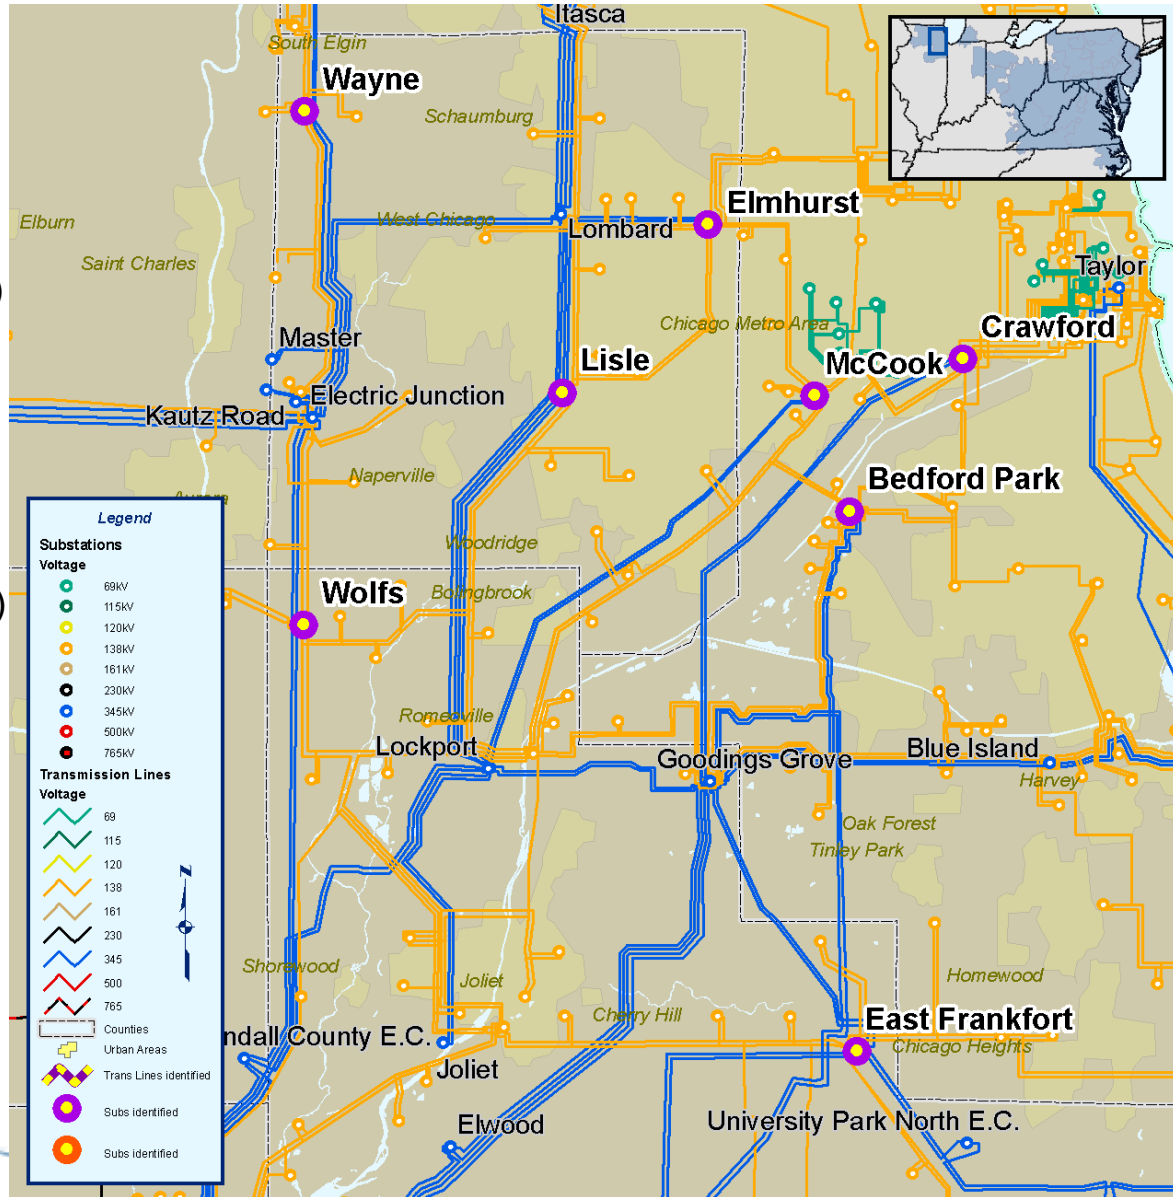 Itasca
South Elgin
Wayne
Schaumburg
Elmhurst
West Chicago
Lombard
Elburn
Saint Charles
Taylor
Chicago Metro Area
Crawford
Master
Lisle
McCook
Electric Junction
Kautz Road
Naperville
Bedford Park
Aurora
Woodridge
Bolingbrook
Wolfs
Romeoville
Lockport
Goodings Grove
Blue Island
Harvey
Oak Forest
Tinley Park
Shorewood
Joliet
Homewood
Cherry Hill
East Frankfort
ndall County E.C.
Chicago Heights
Joliet
Elwood
University Park North E.C.
Legend
Substations
Voltage
69kV
115kV
120kV
138kV
161kV
230kV
345kV
500kV
765kV
Transmission Lines
Voltage
69
115
120
138
161
230
345
500
765
Counties
Urban Areas
Trans Lines identified
Subs identified
Subs identified
N